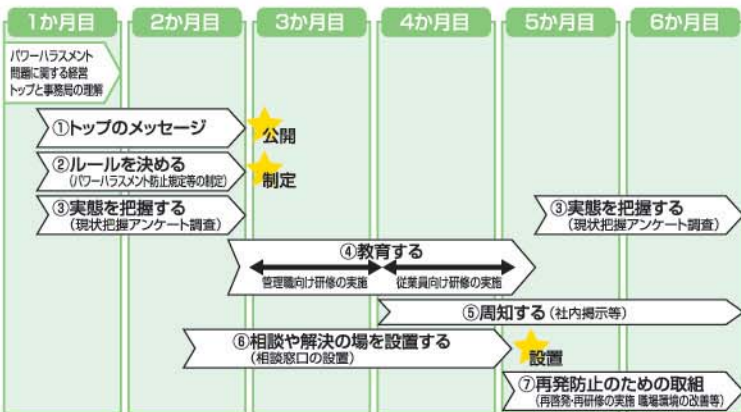 1か月目 2か月目 3か月目 4か月目 5か月目 6か月目
パワーハラスメント
問題に関する経営
トップと事務局の理解
①トップのメッセージ
公開
②ルールを決める
(パワーハラスメント防止規定等の制定)
制定
③実態を把握する
(現状把握アンケート調査)
③実態を把握する
(現状把握アンケート調査)
④教育する
管理職向け研修の実施 従業員向け研修の実施
⑤周知する(社内掲示等)
⑥相談や解決の場を設置する
(相談窓口の設置)
設置
⑦再発防止のための取組
(再啓発・再研修の実施 職場環境の改善等)